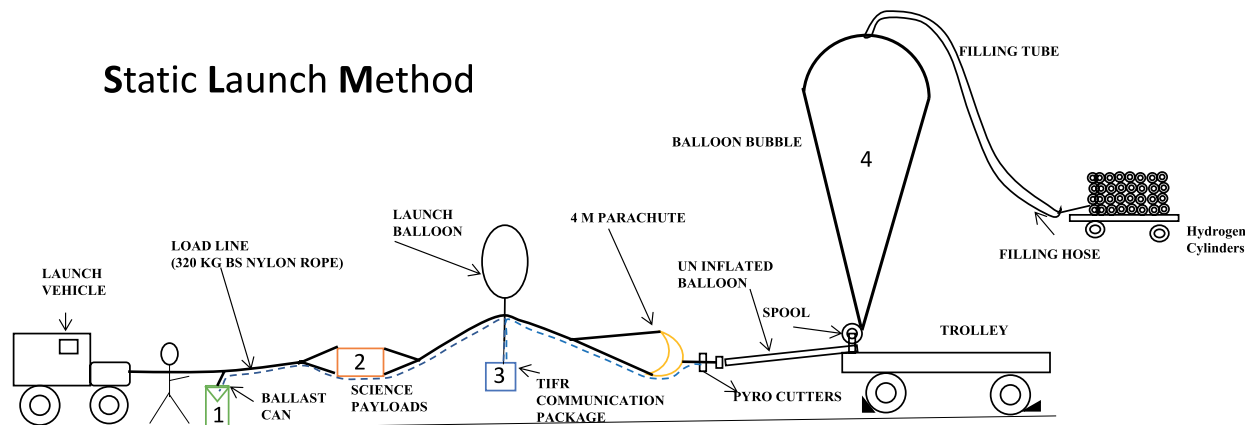 Static Launch Method
FILLING TUBE
BALLOON BUBBLE
4
LAUNCH
BALLOON
4 M PARACHUTE
LOAD LINE
(320 KG BS NYLON ROPE)
Hydrogen
Cylinders
FILLING HOSE
LAUNCH
VEHICLE
UN INFLATED
BALLOON
SPOOL
TROLLEY
2
3
1
BALLAST
CAN
SCIENCE
PAYLOADS
TIFR
COMMUNICATION
PACKAGE
PYRO CUTTERS